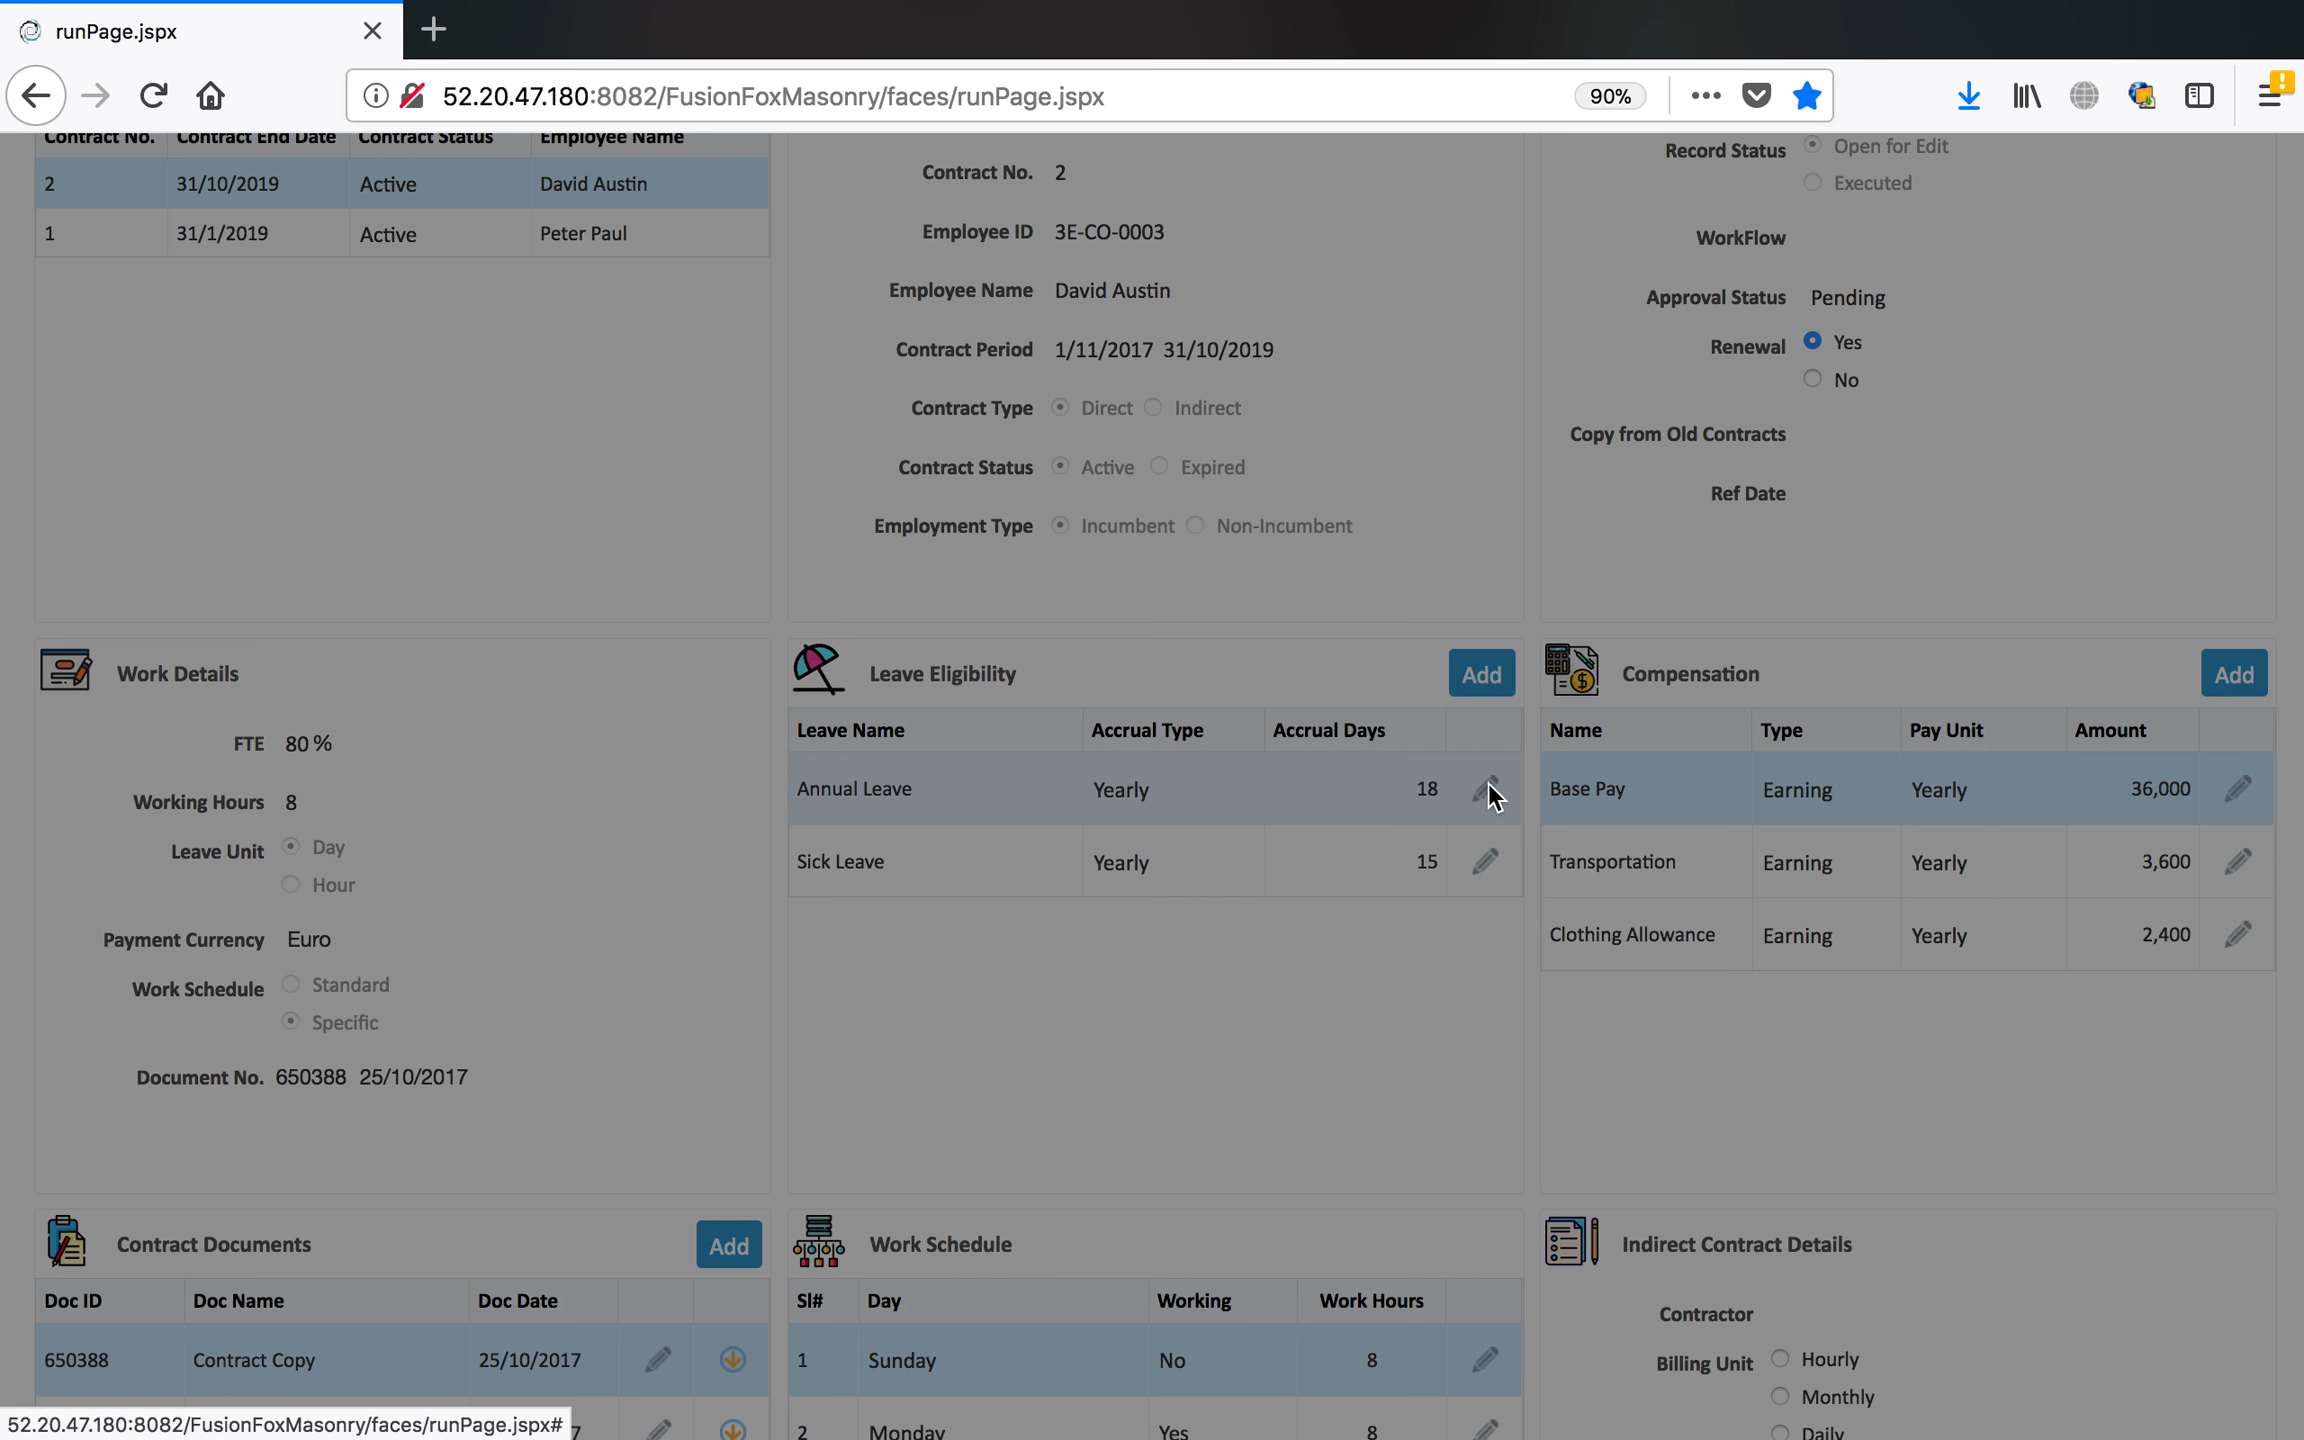 runPage.jspx
52.20.47.180:8082/FusionFoxMasonry/faces/runPage.jspx
90%
Contract No. Contract End Date Contract Status Employee Name
2 31/10/2019 Active David Austin
1 31/1/2019 Active Peter Paul
Contract No. 2
Employee ID 3E-CO-0003
Employee Name David Austin
Contract Period 1/11/2017 31/10/2019
Contract Type Direct Indirect
Contract Status Active Expired
Employment Type Incumbent Non-Incumbent
Record Status Open for Edit
Executed
WorkFlow
Approval Status Pending
Renewal Yes
No
Copy from Old Contracts
Ref Date
Work Details
FTE 80 %
Working Hours 8
Leave Unit Day
Hour
Payment Currency Euro
Work Schedule Standard
Specific
Document No. 650388 25/10/2017
Leave Eligibility Add
Leave Name Accrual Type Accrual Days
Annual Leave Yearly 18
Sick Leave Yearly 15
Compensation Add
Name Type Pay Unit Amount
Base Pay Earning Yearly 36,000
Transportation Earning Yearly 3,600
Clothing Allowance Earning Yearly 2,400
Contract Documents Add
Doc ID Doc Name Doc Date
650388 Contract Copy 25/10/2017
7
Work Schedule
Sl# Day Working Work Hours
1 Sunday No 8
2 Monday Yes 8
Indirect Contract Details
Contractor
Billing Unit Hourly
Monthly
Daily
52.20.47.180:8082/FusionFoxMasonry/faces/runPage.jspx#